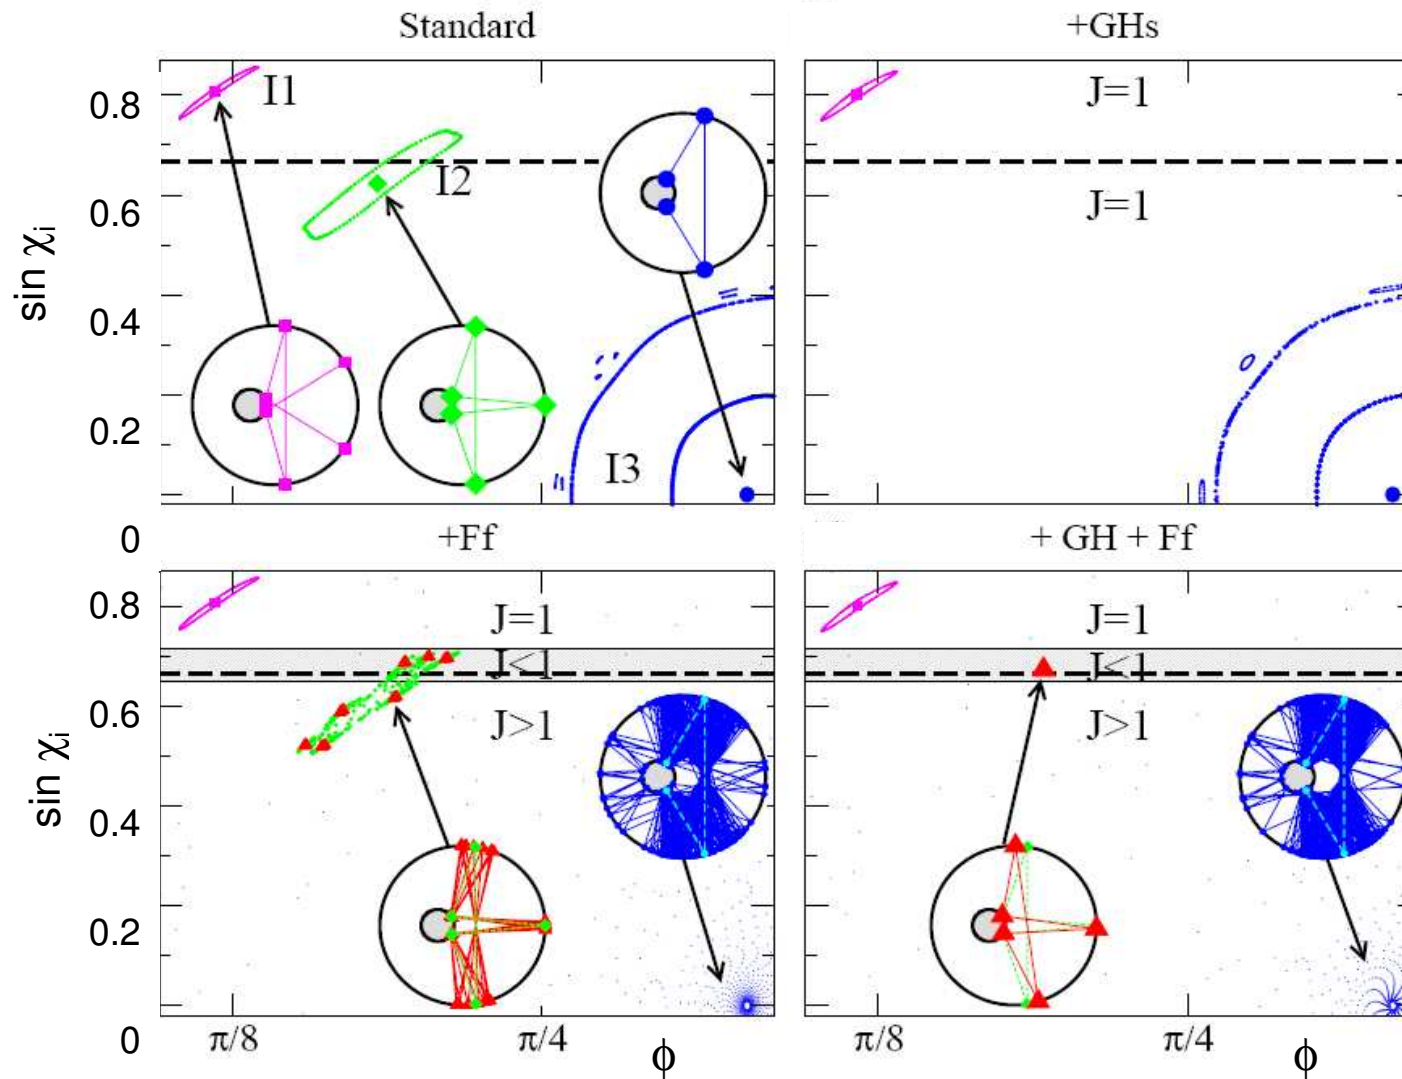 Standard
+GHs
0.8
0.6
0.4
0.2
0
sin χi
I1
I2
I3
J=1
J=1
+Ff
+ GH + Ff
0.8
0.6
0.4
0.2
0
sin χi
J=1
J<1
J>1
J=1
J<1
J>1
π/8
π/4
ϕ
π/8
π/4
ϕ